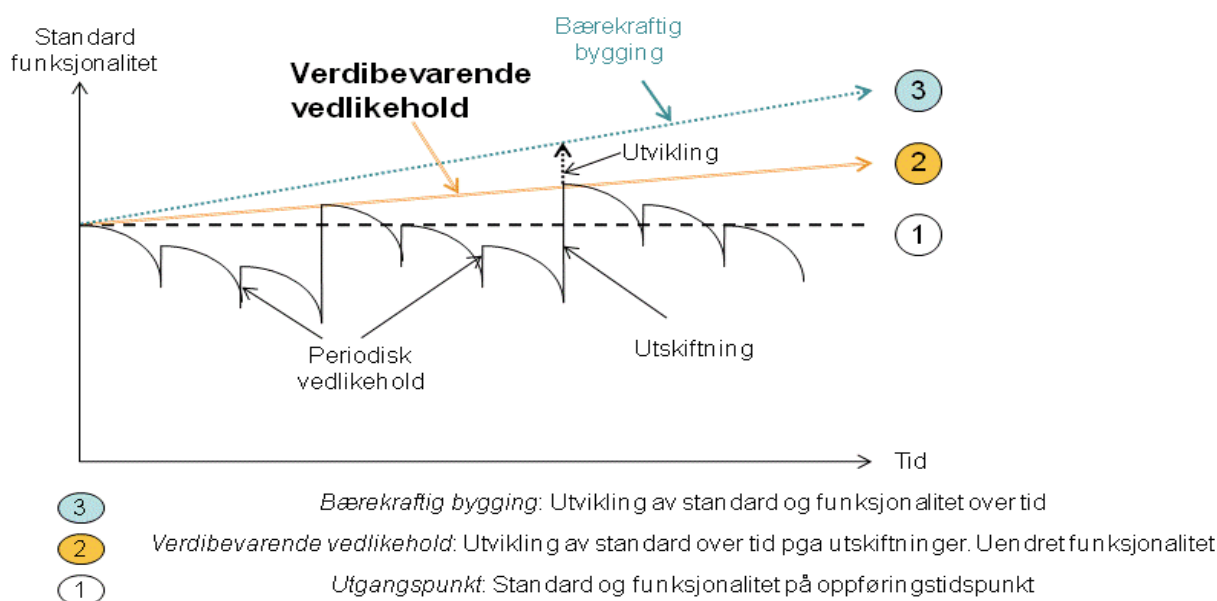 Standard
funksjonalitet
Bærekraftig
bygging
Verdibevarende
vedlikehold
3
Utvikling
2
1
Periodisk
vedlikehold
Utskiftning
Tid
3 Bærekraftig bygging: Utvikling av standard og funksjonalitet over tid
2 Verdibevarende vedlikehold: Utvikling av standard over tid pga utskiftninger. Uendret funksjonalitet
1 Utgangspunkt: Standard og funksjonalitet på oppføringstidspunkt